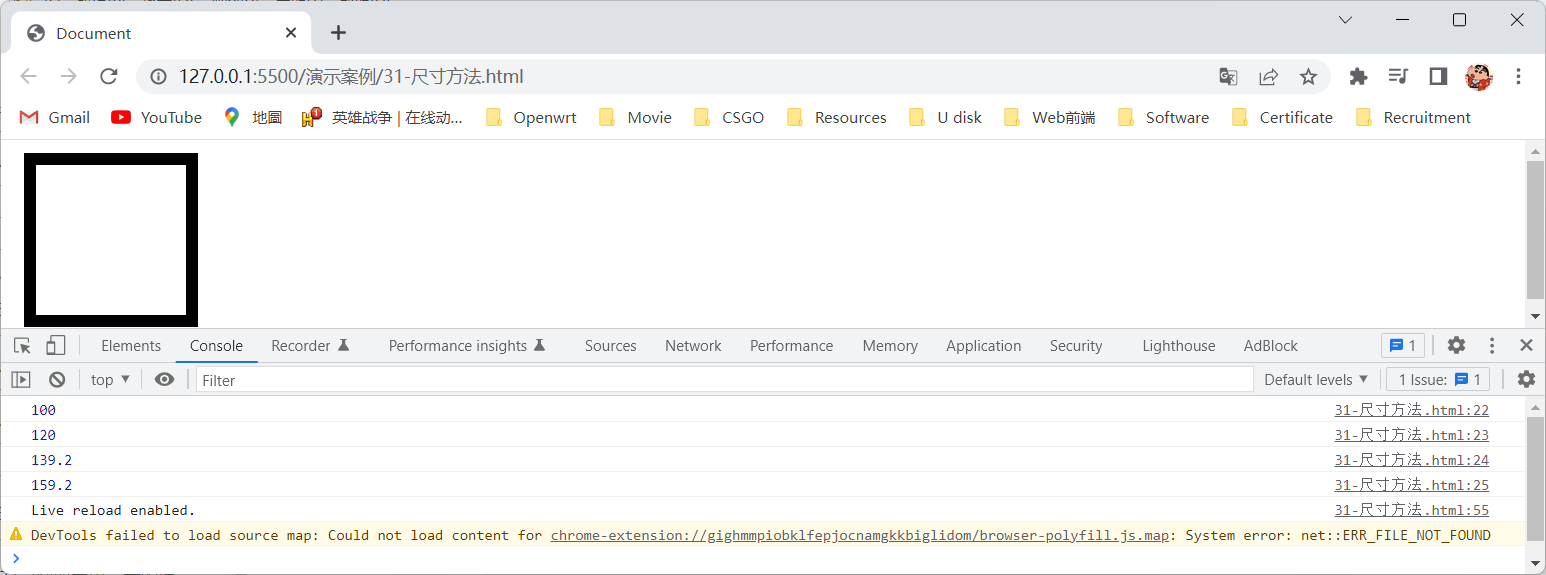 Document
127.0.0.1:5500/演示案例/31-尺寸方法.html
Gmail YouTube 地圖 英雄战争 | 在线动... Openwrt Movie CSGO Resources U disk Web前端 Software Certificate Recruitment
Elements Console Recorder Performance insights Sources Network Performance Memory Application Security Lighthouse AdBlock 1
top Filter Default levels 1 Issue: 1
100 31-尺寸方法.html:22
120 31-尺寸方法.html:23
139.2 31-尺寸方法.html:24
159.2 31-尺寸方法.html:25
Live reload enabled. 31-尺寸方法.html:55
DevTools failed to load source map: Could not load content for chrome-extension://gighmmpiobklfepjocnamgkkbiglidom/browser-polyfill.js.map: System error: net::ERR_FILE_NOT_FOUND